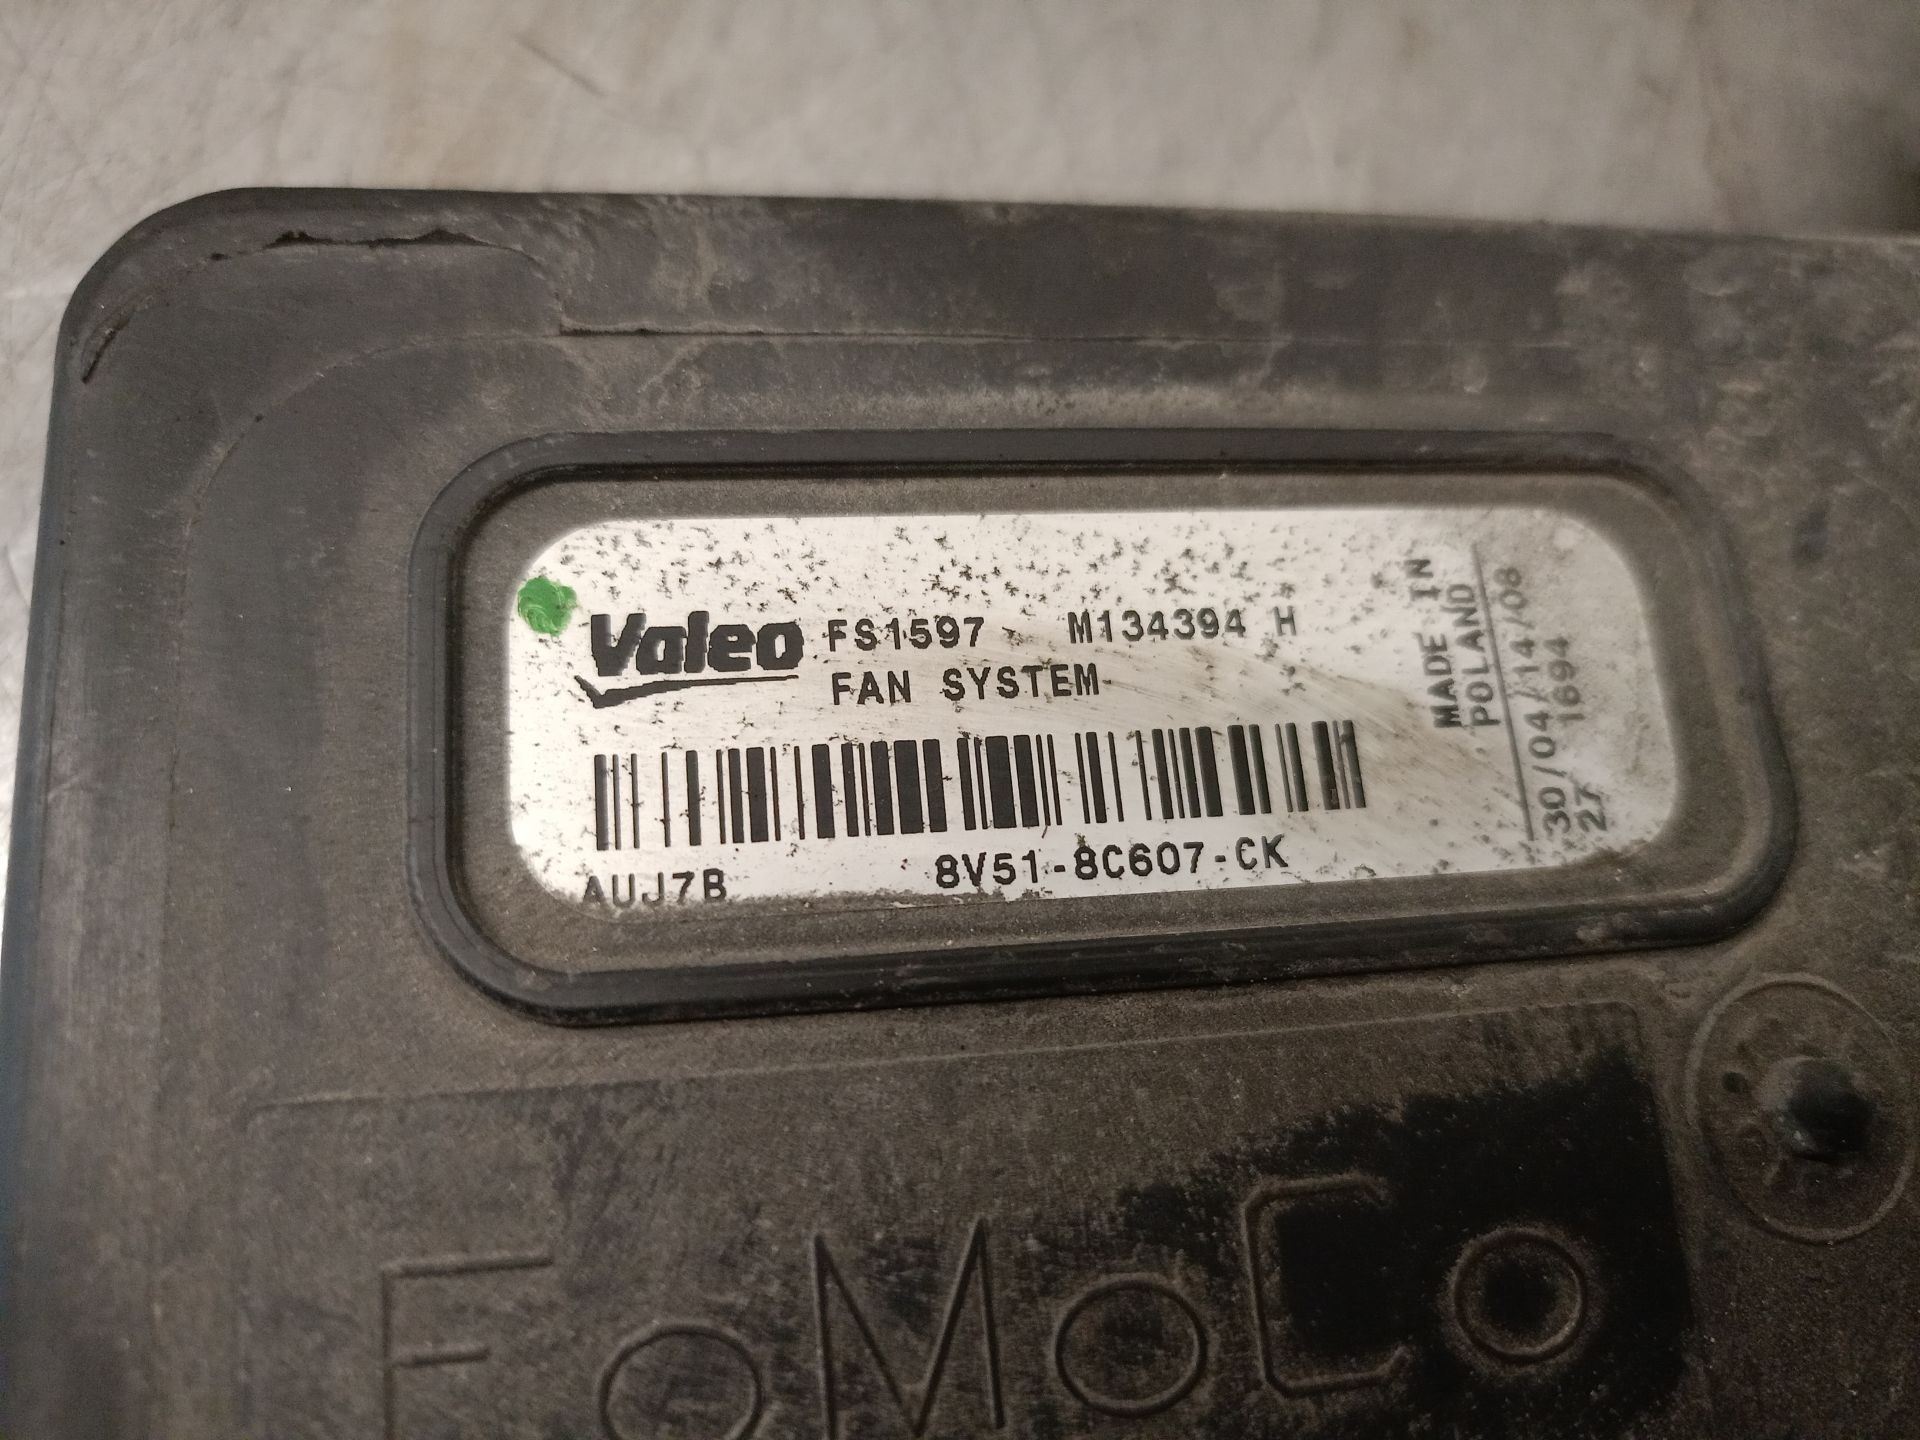 Valeo FS1597 M134394 H
FAN SYSTEM
AUJ7B 8V51-8C607-CK
MADE IN
POLAND
30/04/14/08
27 1694
FoMoCo